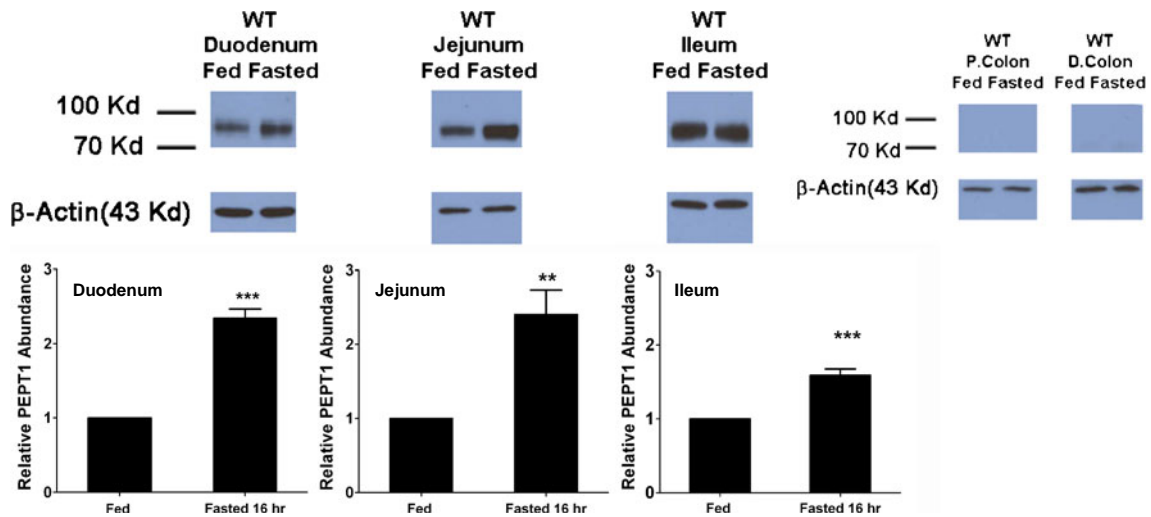 WT
Duodenum
Fed Fasted
WT
Jejunum
Fed Fasted
WT
Ileum
Fed Fasted
100 Kd
70 Kd
β-Actin(43 Kd)
WT
P.Colon
Fed Fasted
WT
D.Colon
Fed Fasted
100 Kd
70 Kd
β-Actin(43 Kd)
Relative PEPT1 Abundance
3
2
1
0
Duodenum
***
Fed
Fasted 16 hr
Relative PEPT1 Abundance
3
2
1
0
Jejunum
**
Fed
Fasted 16 hr
Relative PEPT1 Abundance
3
2
1
0
Ileum
***
Fed
Fasted 16 hr